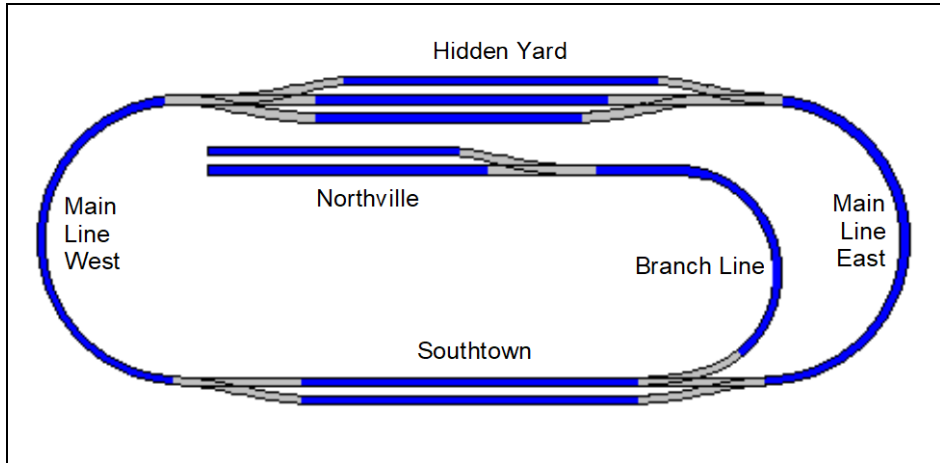 Hidden Yard
Main
Line
West
Northville
Main
Line
East
Branch Line
Southtown